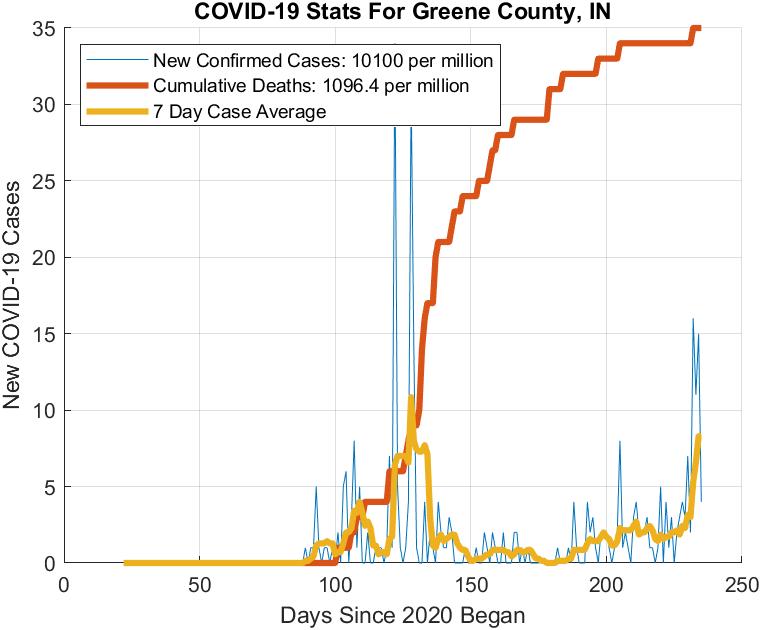 COVID-19 Stats For Greene County, IN
New Confirmed Cases: 10100 per million
Cumulative Deaths: 1096.4 per million
7 Day Case Average
New COVID-19 Cases
35
30
25
20
15
10
5
0
0 50 100 150 200 250
Days Since 2020 Began